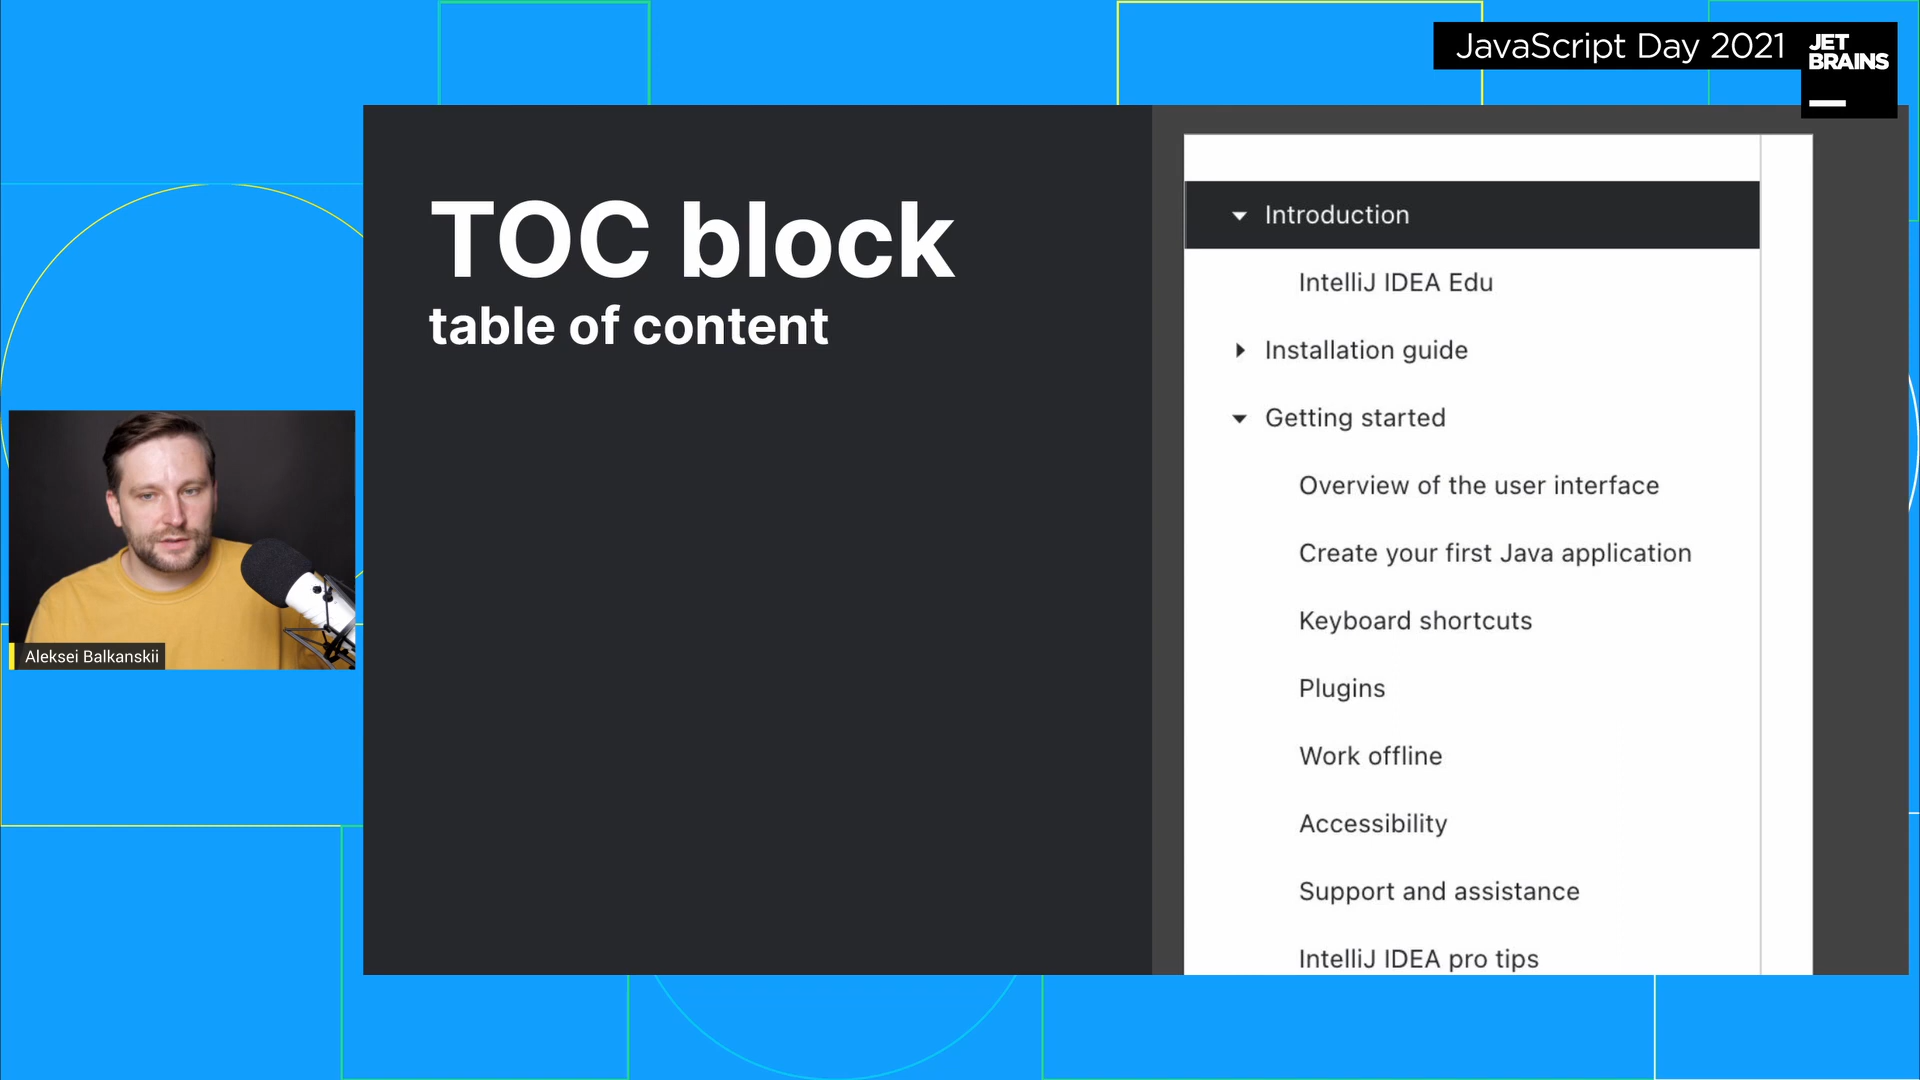 JavaScript Day 2021
JET
BRAINS
TOC block
table of content
Introduction
IntelliJ IDEA Edu
Installation guide
Getting started
Overview of the user interface
Create your first Java application
Keyboard shortcuts
Plugins
Work offline
Accessibility
Support and assistance
IntelliJ IDEA pro tips
Aleksei Balkanskii